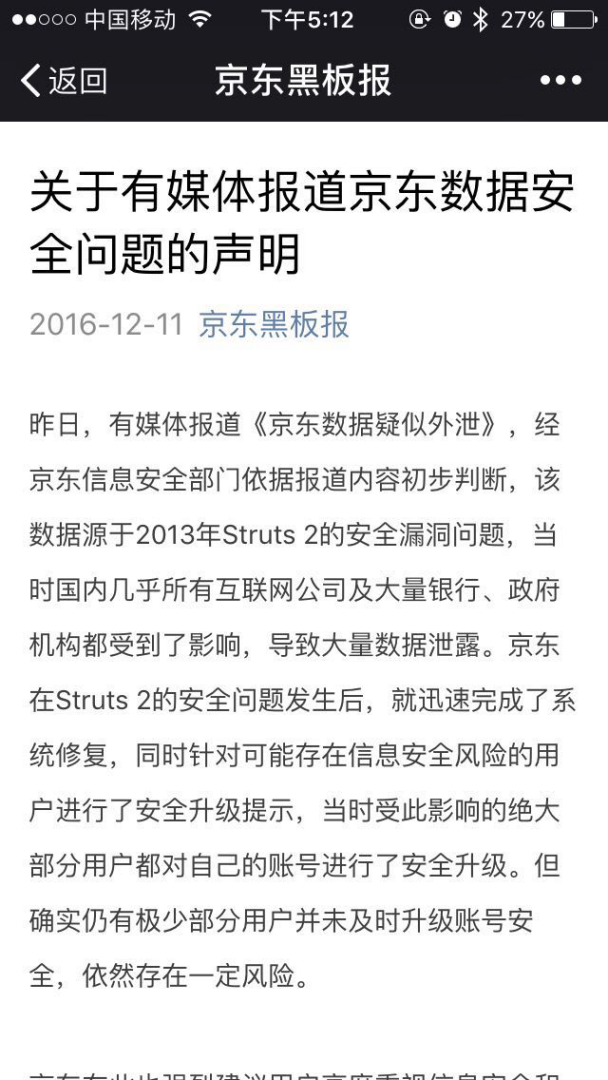 中国移动 下午5:12 27%
返回 京东黑板报
关于有媒体报道京东数据安
全问题的声明
2016-12-11 京东黑板报
昨日，有媒体报道《京东数据疑似外泄》，经
京东信息安全部门依据报道内容初步判断，该
数据源于2013年Struts 2的安全漏洞问题，当
时国内几乎所有互联网公司及大量银行、政府
机构都受到了影响，导致大量数据泄露。京东
在Struts 2的安全问题发生后，就迅速完成了系
统修复，同时针对可能存在信息安全风险的用
户进行了安全升级提示，当时受此影响的绝大
部分用户都对自己的账号进行了安全升级。但
确实仍有极少部分用户并未及时升级账号安
全，依然存在一定风险。